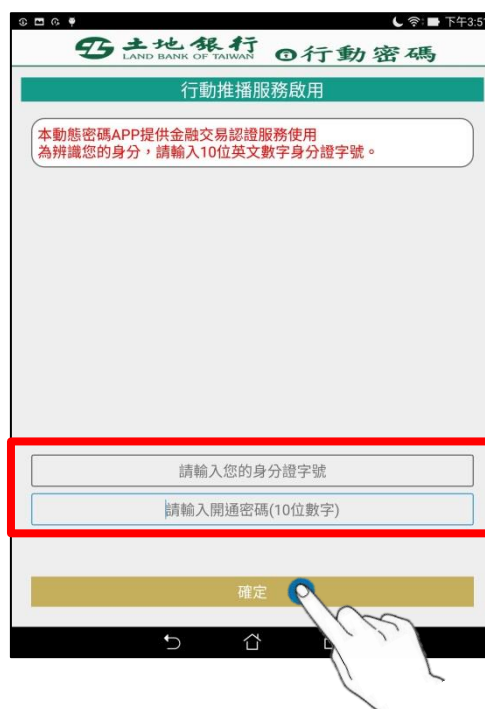 下午3:51
土地銀行
LAND BANK OF TAIWAN
行動密碼
行動推播服務啟用
本動態密碼APP提供金融交易認證服務使用
為辨識您的身分，請輸入10位英文數字身分證字號。
請輸入您的身分證字號
請輸入開通密碼(10位數字)
確定